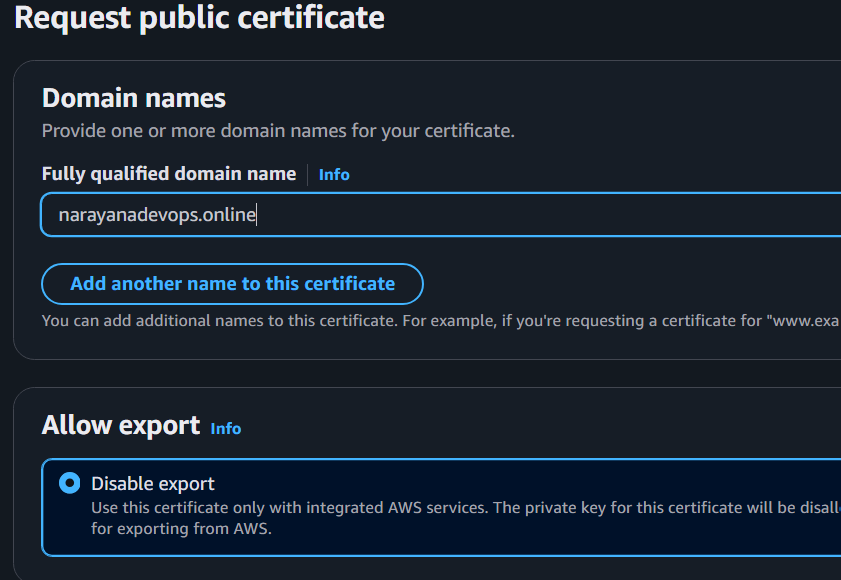 Request public certificate
Domain names
Provide one or more domain names for your certificate.
Fully qualified domain name Info
narayanadevops.online
Add another name to this certificate
You can add additional names to this certificate. For example, if you're requesting a certificate for "www.exa
Allow export Info
Disable export
Use this certificate only with integrated AWS services. The private key for this certificate will be disall
for exporting from AWS.